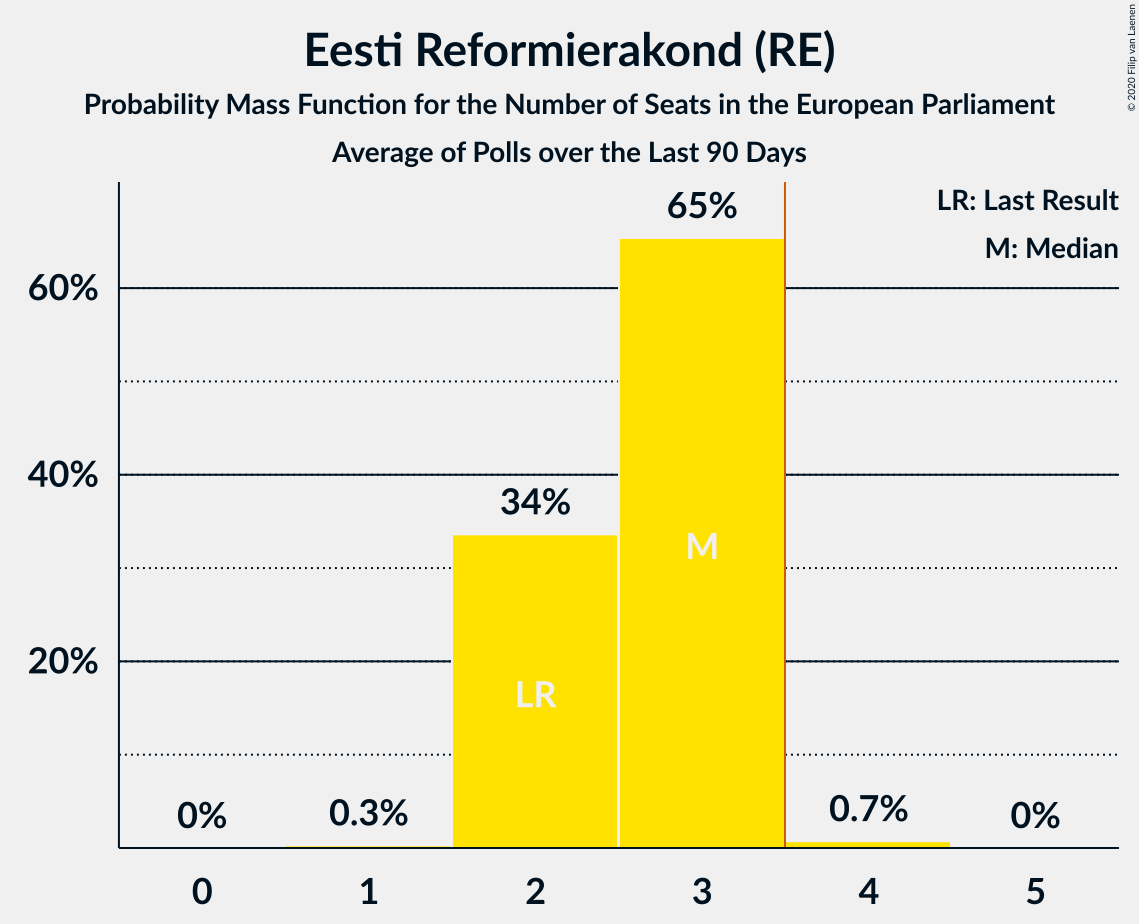 Eesti Reformierakond (RE)
Probability Mass Function for the Number of Seats in the European Parliament
Average of Polls over the Last 90 Days
© 2020 Filip van Laenen
LR: Last Result
M: Median
60%
40%
20%
0%
0.3%
34%
65%
0.7%
0%
LR
M
0
1
2
3
4
5